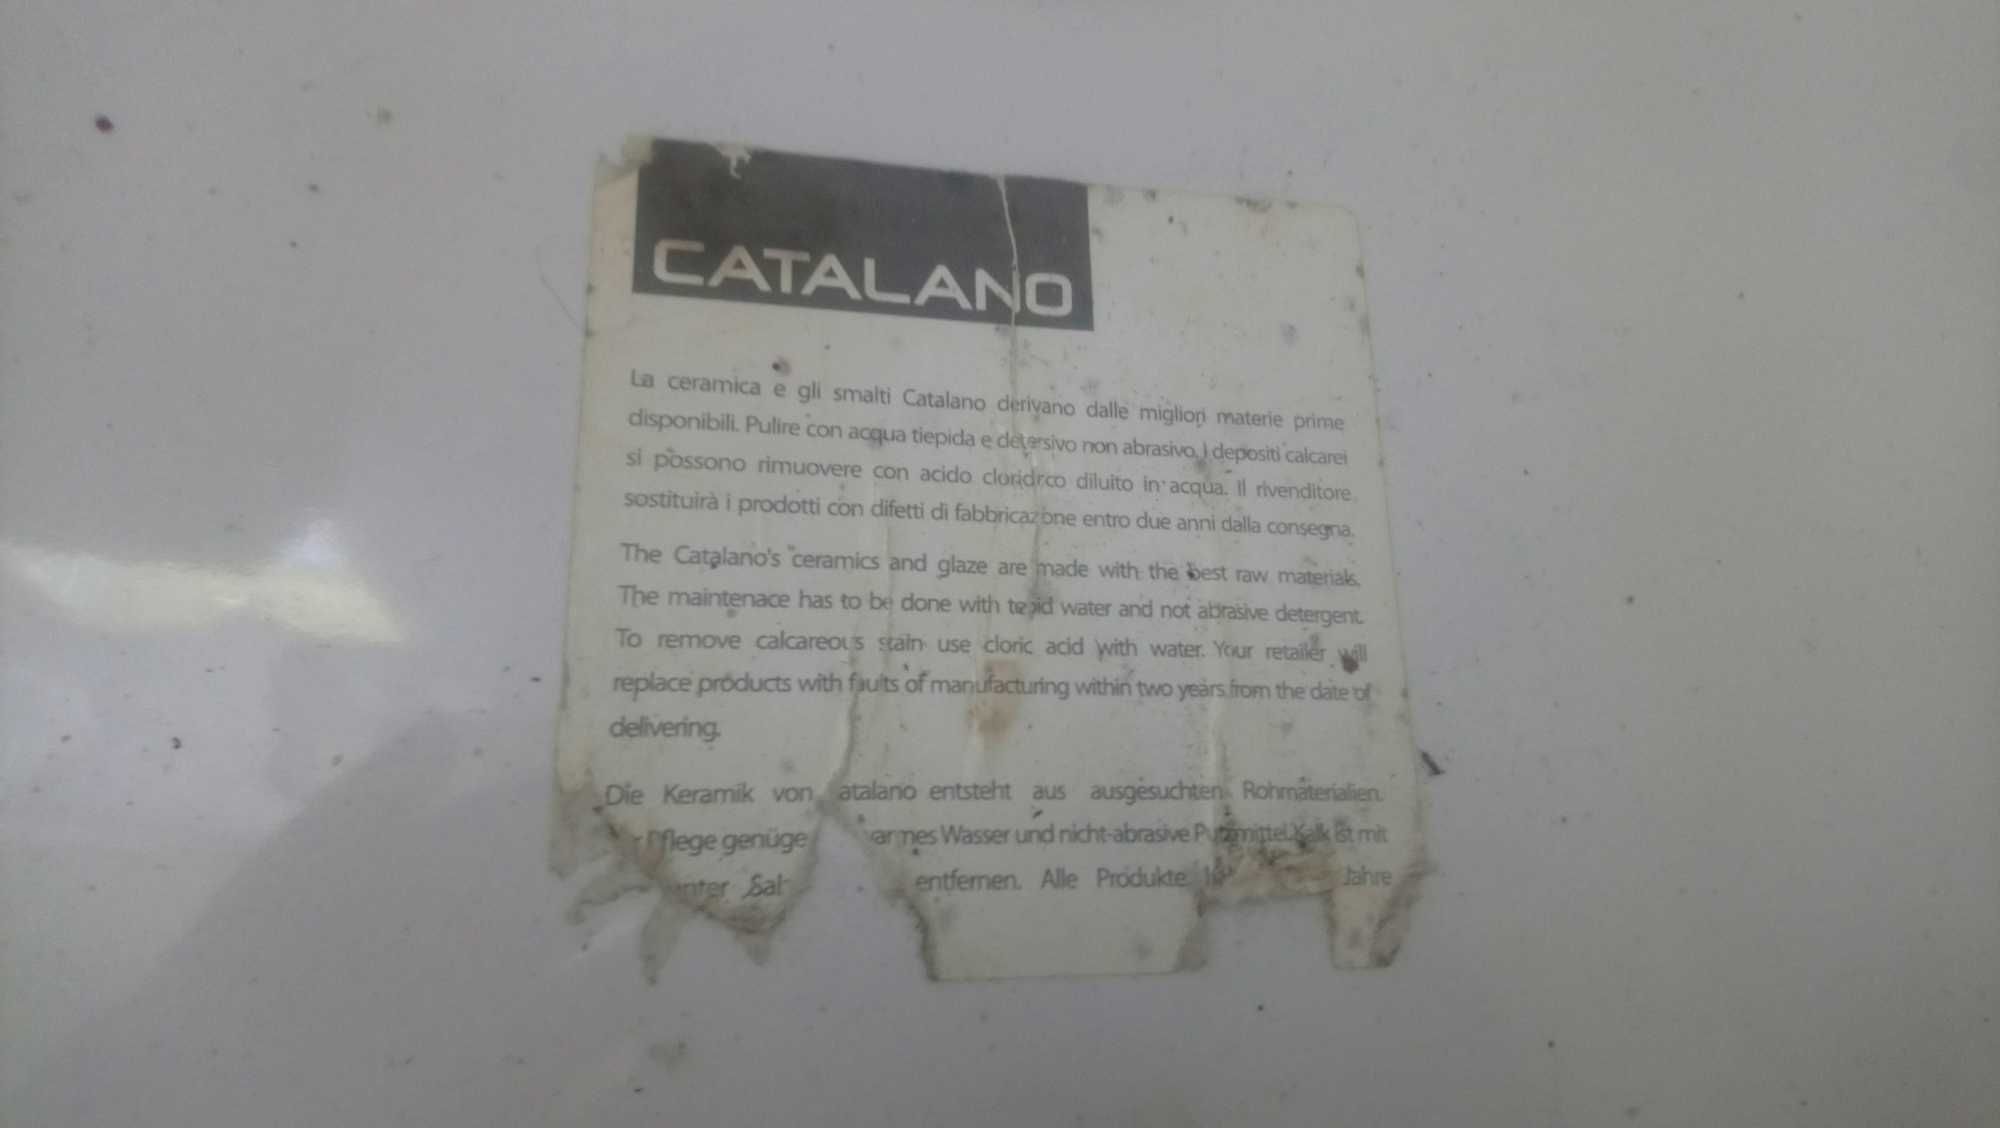 CATALANO
La ceramica e gli smalti Catalano derivano dalle migliori materie prime
disponibili. Pulire con acqua tiepida e detersivo non abrasivo. I depositi calcarei
si possono rimuovere con acido cloridrico diluito in acqua. Il rivenditore
sostituirà i prodotti con difetti di fabbricazione entro due anni dalla consegna.
The Catalano's ceramics and glaze are made with the best raw materials.
The maintenace has to be done with tepid water and not abrasive detergent.
To remove calcareous stain use cloric acid with water. Your retailer will
replace products with faults of manufacturing within two years from the date of
delivering.
Die Keramik von atalano entsteht aus ausgesuchten Rohmaterialien.
Pflege genüge armes Wasser und nicht-abrasive Putzmittel. Kalk ist mit
entfernen. Alle Produkte Jahre